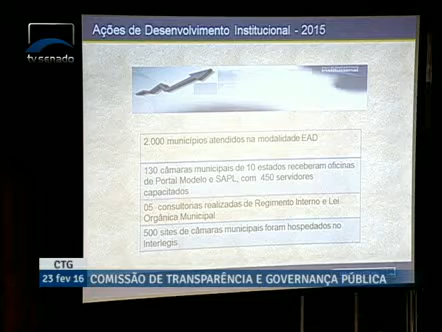 tv senado
Ações de Desenvolvimento Institucional - 2015
2.000 municípios atendidos na modalidade EAD
130 câmaras municipais de 10 estados receberam oficinas
de Portal Modelo e SAPL, com 450 servidores
capacitados
05 consultorias realizadas de Regimento Interno e Lei
Orgânica Municipal
500 sites de câmaras municipais foram hospedados no
Interlegis
CTG
23 fev 16 COMISSÃO DE TRANSPARÊNCIA E GOVERNANÇA PÚBLICA